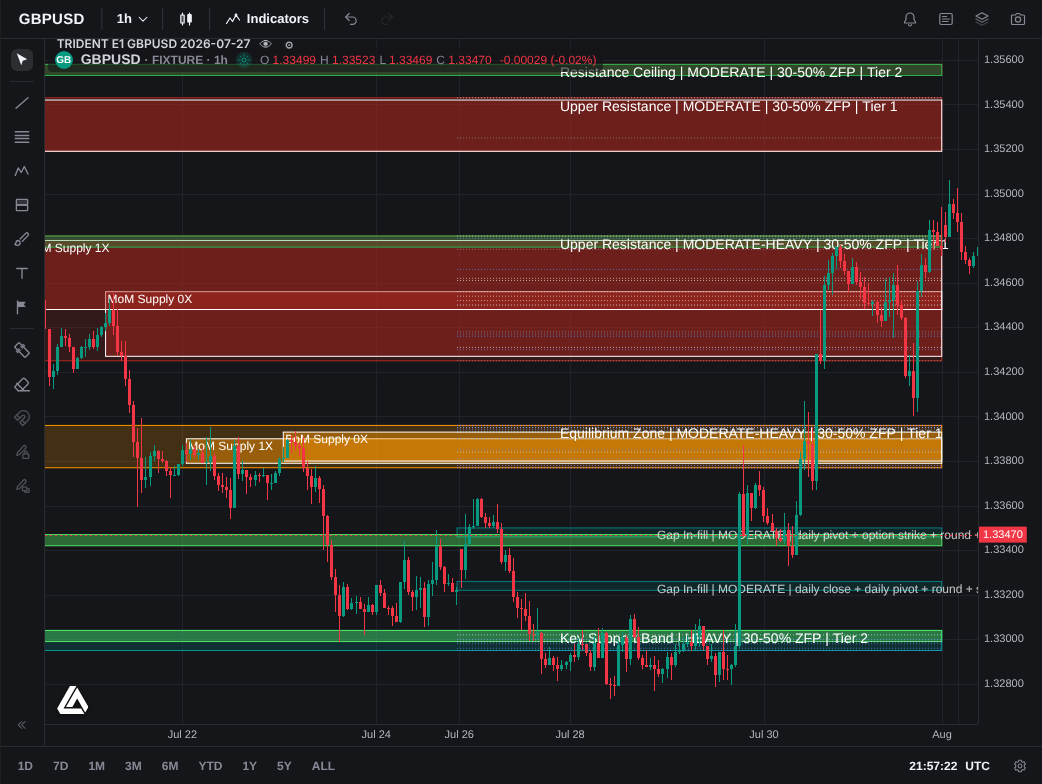 GBPUSD 1h Indicators
TRIDENT E1 GBPUSD 2026-07-27
GB GBPUSD · FIXTURE · 1h O 1.33499 H 1.33523 L 1.33469 C 1.33470 -0.00029 (-0.02%)
1.35600
Resistance Ceiling | MODERATE | 30-50% ZFP | Tier 2
1.35400
Upper Resistance | MODERATE | 30-50% ZFP | Tier 1
1.35200
1.35000
1.34800
Upper Resistance | MODERATE-HEAVY | 30-50% ZFP | Tier 1
M Supply 1X
1.34600
MoM Supply 0X
1.34400
1.34200
1.34000
Equilibrium Zone | MODERATE-HEAVY | 30-50% ZFP | Tier 1
MoM Supply 1X
MoM Supply 0X
1.33800
1.33600
Gap In-fill | MODERATE | daily pivot + option strike + round +
1.33470
1.33400
Gap In-fill | MODERATE | daily close + daily pivot + round + s
1.33200
Key Support Band | HEAVY | 30-50% ZFP | Tier 2
1.33000
1.32800
Jul 22 Jul 24 Jul 26 Jul 28 Jul 30 Aug
1D 7D 1M 3M 6M YTD 1Y 5Y ALL 21:57:22 UTC